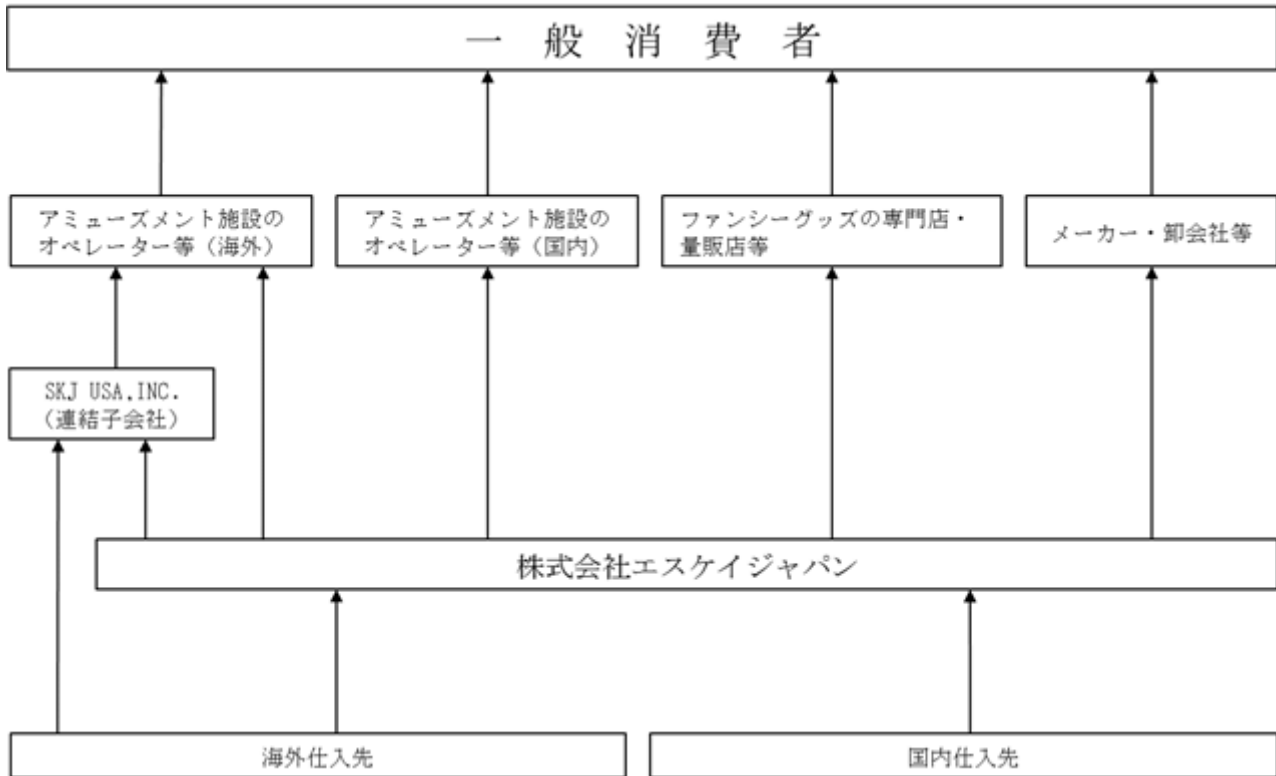 一般消費者
アミューズメント施設の
オペレーター等（海外）
アミューズメント施設の
オペレーター等（国内）
ファンシーグッズの専門店・
量販店等
メーカー・卸会社等
SKJ USA,INC.
（連結子会社）
株式会社エスケイジャパン
海外仕入先
国内仕入先